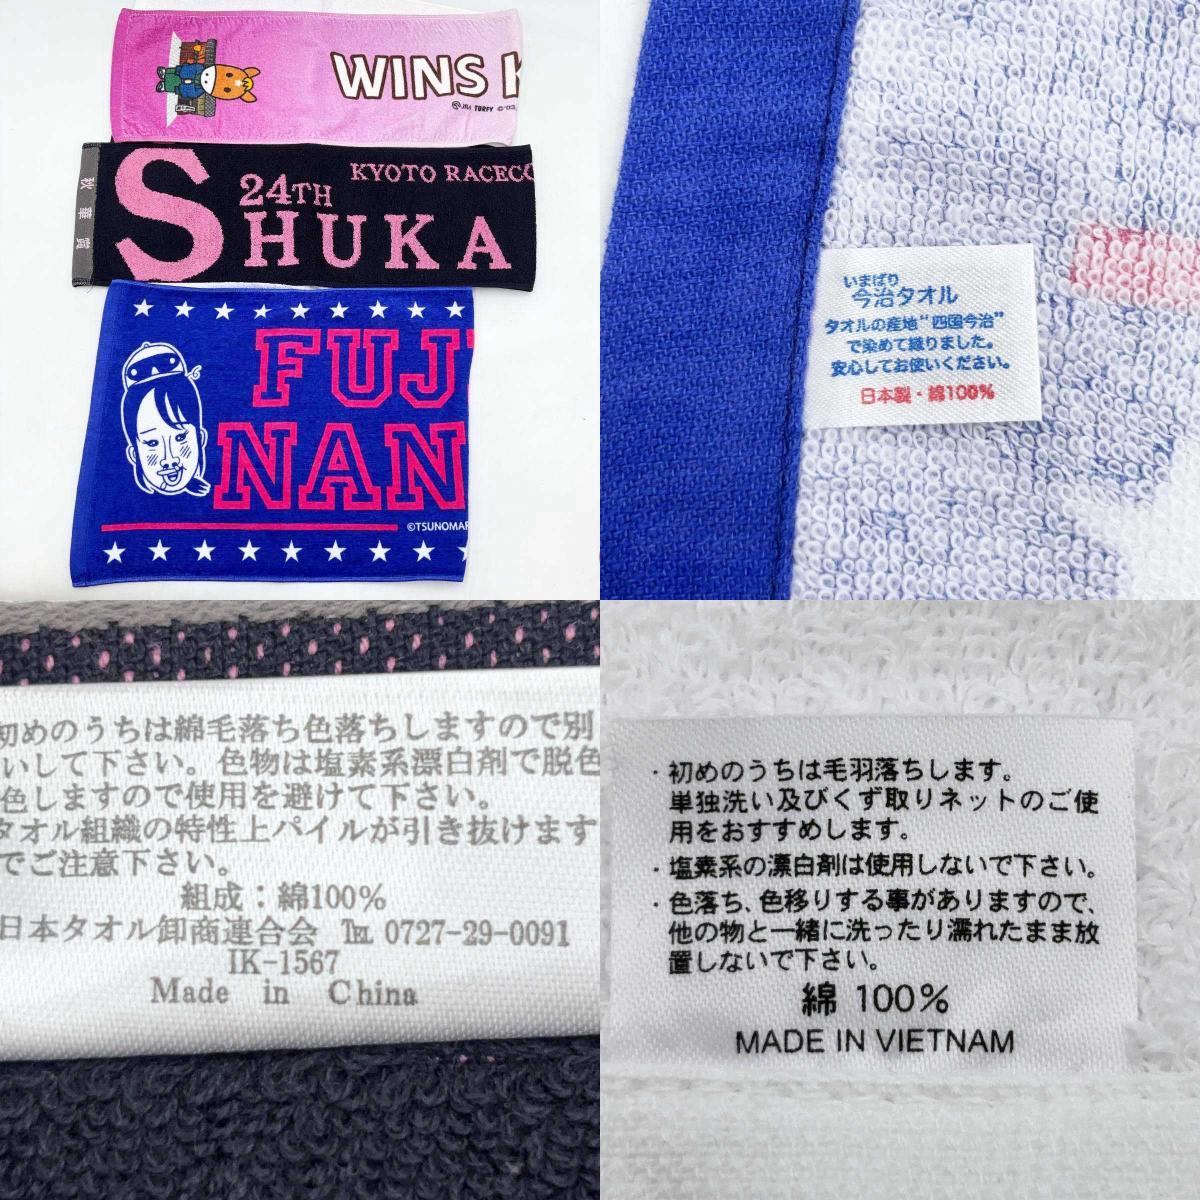 WINS K
JRA TURFY ©'03,
秋華賞
SHUKA
24TH
KYOTO RACECO
FUJ
NAN
©TSUNOMAR
いまばり
今治タオル
タオルの産地“四国今治”
で染めて織りました。
安心してお使いください。
日本製・綿100%
初めのうちは綿毛落ち色落ちしますので別
いして下さい。色物は塩素系漂白剤で脱色
色しますので使用を避けて下さい。
タオル組織の特性上パイルが引き抜けます
でご注意下さい。
組成：綿100%
日本タオル卸商連合会 ℡ 0727-29-0091
IK-1567
Made in China
・初めのうちは毛羽落ちします。
単独洗い及びくず取りネットのご使
用をおすすめします。
・塩素系の漂白剤は使用しないで下さい。
・色落ち、色移りする事がありますので、
他の物と一緒に洗ったり濡れたまま放
置しないで下さい。
綿 100%
MADE IN VIETNAM